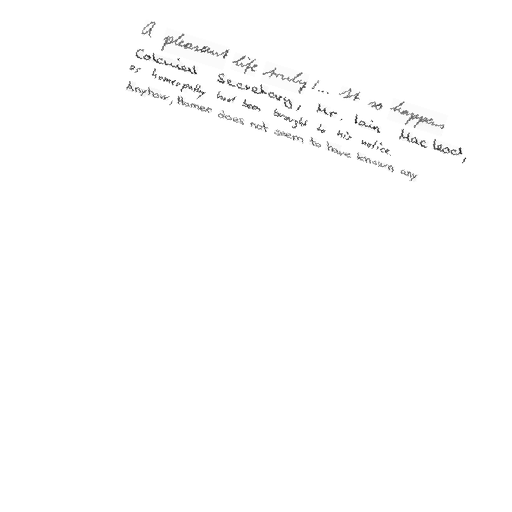 A pleasant life truly!... It so happens
Colonial Secretary, Mr. Iain Macleod,
as homeopathy had been brought to his notice.
Anyhow, Homer does not seem to have known any